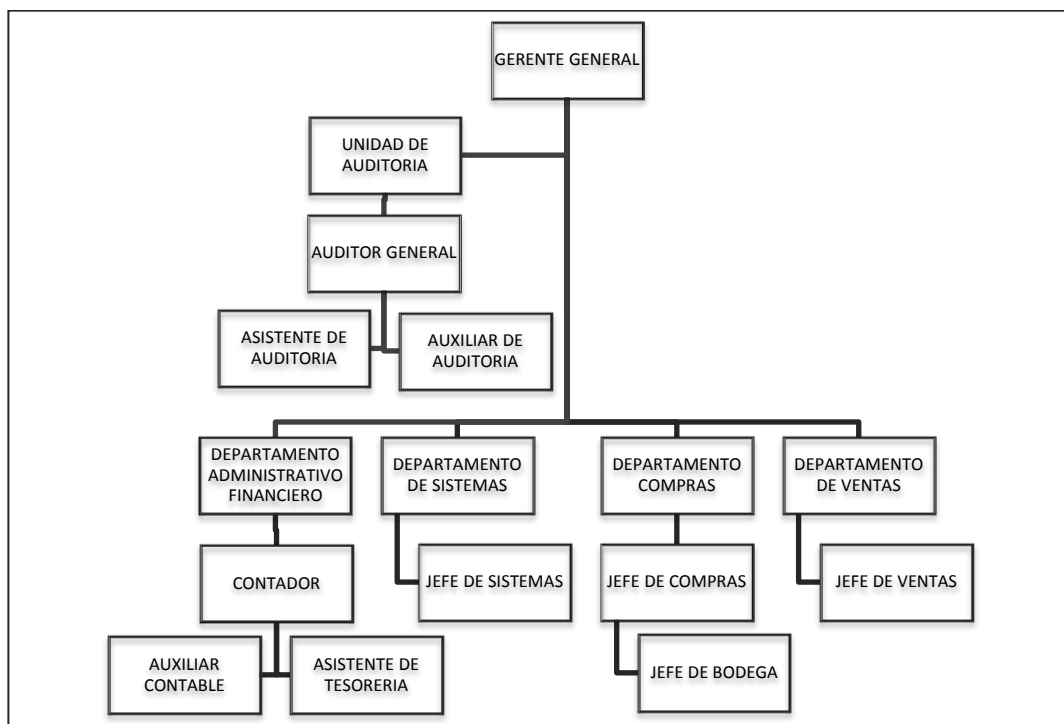 GERENTE GENERAL
UNIDAD DE
AUDITORIA
AUDITOR GENERAL
ASISTENTE DE
AUDITORIA
AUXILIAR DE
AUDITORIA
DEPARTAMENTO
ADMINISTRATIVO
FINANCIERO
DEPARTAMENTO
DE SISTEMAS
DEPARTAMENTO
COMPRAS
DEPARTAMENTO
DE VENTAS
CONTADOR
JEFE DE SISTEMAS
JEFE DE COMPRAS
JEFE DE VENTAS
AUXILIAR
CONTABLE
ASISTENTE DE
TESORERIA
JEFE DE BODEGA